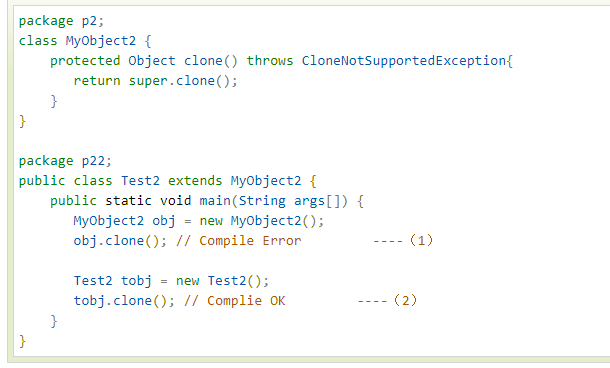 package p2;
class MyObject2 {
    protected Object clone() throws CloneNotSupportedException{
       return super.clone();
    }
}

package p22;
public class Test2 extends MyObject2 {
    public static void main(String args[]) {
       MyObject2 obj = new MyObject2();
       obj.clone(); // Compile Error         ----（1）

       Test2 tobj = new Test2();
       tobj.clone(); // Complie OK         ----（2）
    }
}